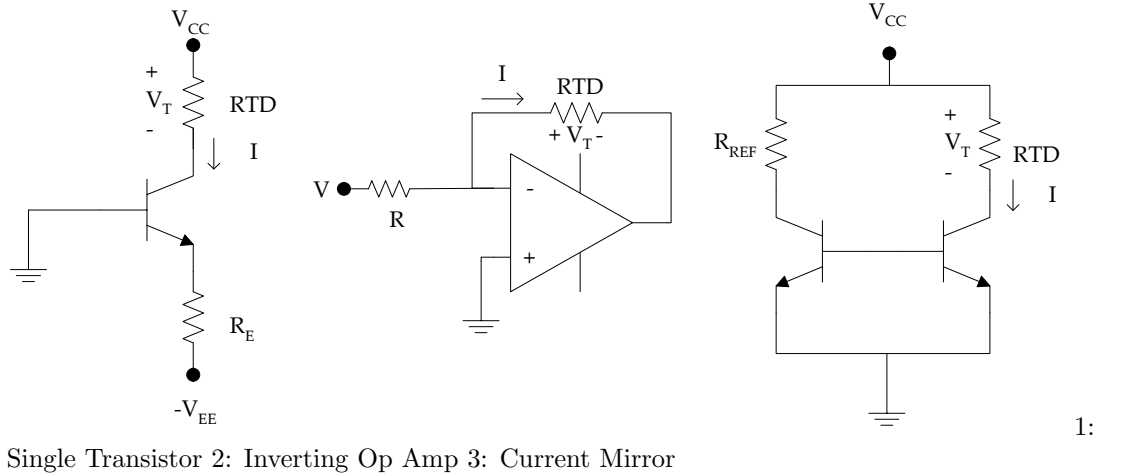 V_CC
+
V_T
-
RTD
I
R_E
-V_EE
I
RTD
+ V_T -
V
R
-
+
V_CC
R_REF
+
V_T
-
RTD
I
1:
Single Transistor 2: Inverting Op Amp 3: Current Mirror